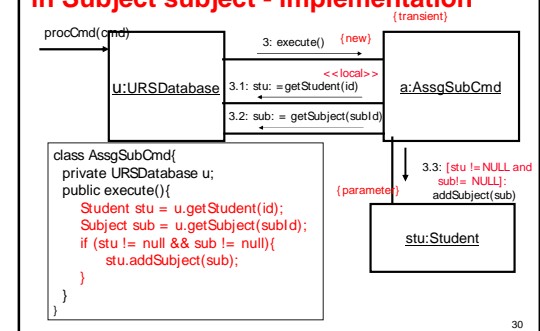 in Subject subject - Implementation
{transient}
procCmd(cmd)
3: execute()
{new}
<<local>>
u:URSDatabase
3.1: stu: =getStudent(id)
a:AssgSubCmd
3.2: sub: = getSubject(subId)
class AssgSubCmd{
private URSDatabase u;
public execute(){
Student stu = u.getStudent(id);
Subject sub = u.getSubject(subId);
if (stu != null && sub != null){
stu.addSubject(sub);
}
}
}
3.3: [stu !=NULL and
sub!= NULL]:
addSubject(sub)
{parameter}
stu:Student
30